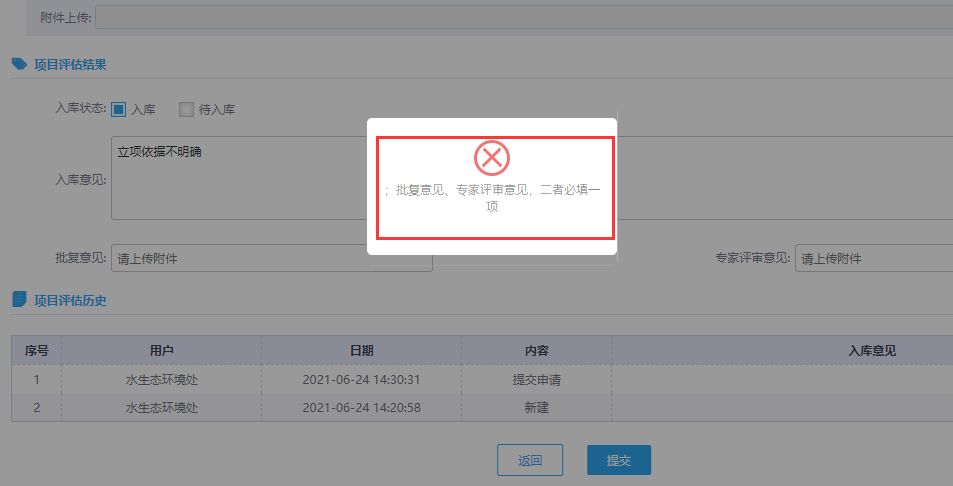 附件上传:
项目评估结果
入库状态: 入库 待入库
入库意见: 立项依据不明确
；批复意见、专家评审意见，二者必填一
项
批复意见: 请上传附件 专家评审意见: 请上传附件
项目评估历史
序号 用户 日期 内容 入库意见
1 水生态环境处 2021-06-24 14:30:31 提交申请
2 水生态环境处 2021-06-24 14:20:58 新建
返回 提交